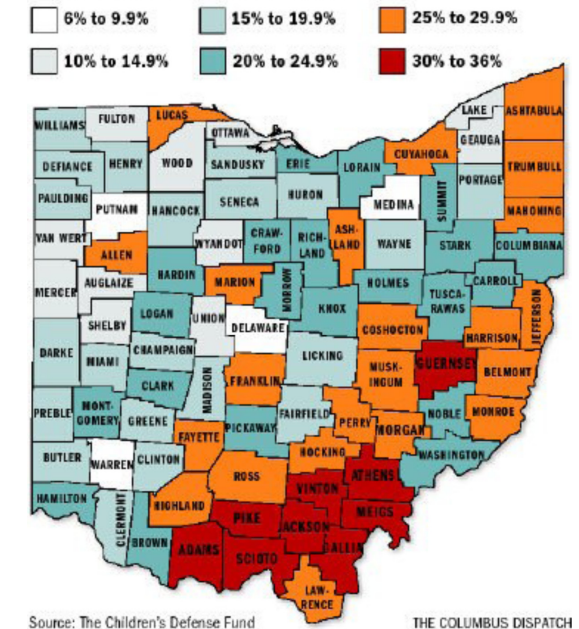 6% to 9.9%
15% to 19.9%
25% to 29.9%
10% to 14.9%
20% to 24.9%
30% to 36%
WILLIAMS
FULTON
LUCAS
OTTAWA
LAKE
ASHTABULA
GEAUGA
CUYAHOGA
DEFIANCE
HENRY
WOOD
SANDUSKY
ERIE
LORAIN
TRUMBULL
PORTAGE
SUMMIT
PAULDING
PUTNAM
HANCOCK
SENECA
HURON
MEDINA
MAHONING
VAN WERT
ALLEN
WYANDOT
CRAW-
FORD
RICH-
LAND
ASH-
LAND
WAYNE
STARK
COLUMBIANA
HARDIN
MERCER
AUGLAIZE
MARION
MORROW
HOLMES
CARROLL
TUSCA-
RAWAS
JEFFERSON
LOGAN
SHELBY
UNION
DELAWARE
KNOX
COSHOCTON
HARRISON
DARKE
MIAMI
CHAMPAIGN
LICKING
MUSK-
INGUM
GUERNSEY
BELMONT
CLARK
MADISON
FRANKLIN
PREBLE
MONT-
GOMERY
GREENE
FAYETTE
PICKAWAY
FAIRFIELD
PERRY
MORGAN
NOBLE
MONROE
BUTLER
WARREN
CLINTON
ROSS
HOCKING
ATHENS
WASHINGTON
HAMILTON
CLERMONT
BROWN
HIGHLAND
PIKE
VINTON
JACKSON
MEIGS
ADAMS
SCIOTO
GALLIA
LAW-
RENCE
Source: The Children's Defense Fund
THE COLUMBUS DISPATCH